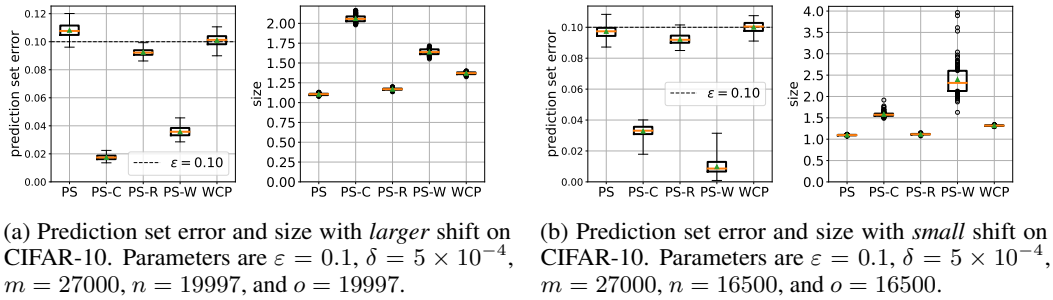 0.12
0.10
0.08
0.06
0.04
0.02
0.00
prediction set error
ε = 0.10
PS PS-C PS-R PS-W WCP
2.00
1.75
1.50
1.25
1.00
0.75
0.50
0.25
0.00
size
PS PS-C PS-R PS-W WCP
0.10
0.08
0.06
0.04
0.02
0.00
prediction set error
ε = 0.10
PS PS-C PS-R PS-W WCP
4.0
3.5
3.0
2.5
2.0
1.5
1.0
0.5
0.0
size
PS PS-C PS-R PS-W WCP
(a) Prediction set error and size with larger shift on
CIFAR-10. Parameters are ε = 0.1, δ = 5 × 10⁻⁴,
m = 27000, n = 19997, and o = 19997.
(b) Prediction set error and size with small shift on
CIFAR-10. Parameters are ε = 0.1, δ = 5 × 10⁻⁴,
m = 27000, n = 16500, and o = 16500.